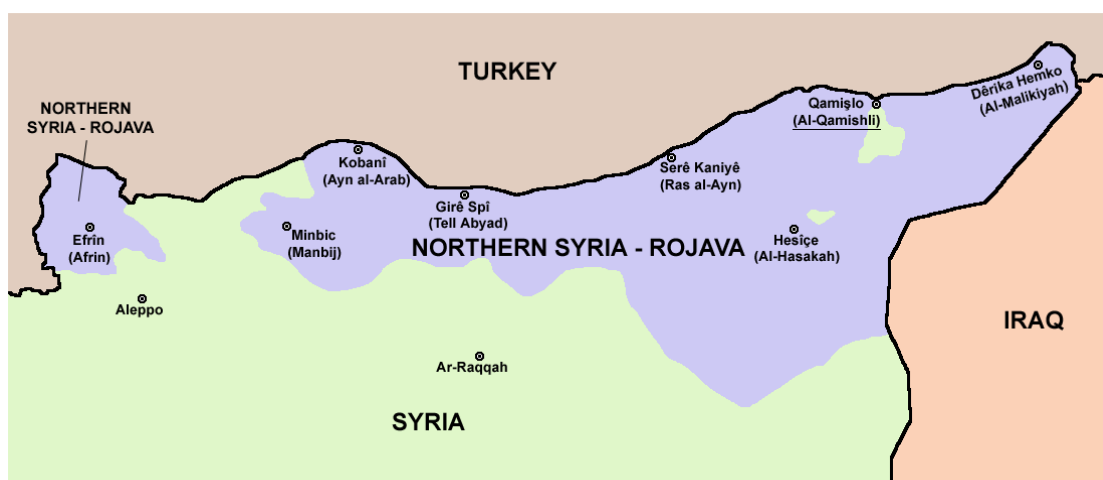 TURKEY
NORTHERN
SYRIA - ROJAVA
Dêrika Hemko
(Al-Malikiyah)
Qamişlo
(Al-Qamishli)
Kobanî
(Ayn al-Arab)
Serê Kaniyê
(Ras al-Ayn)
Girê Spî
(Tell Abyad)
Efrîn
(Afrin)
Minbic
(Manbij)
NORTHERN SYRIA - ROJAVA
Hesîçe
(Al-Hasakah)
Aleppo
IRAQ
Ar-Raqqah
SYRIA